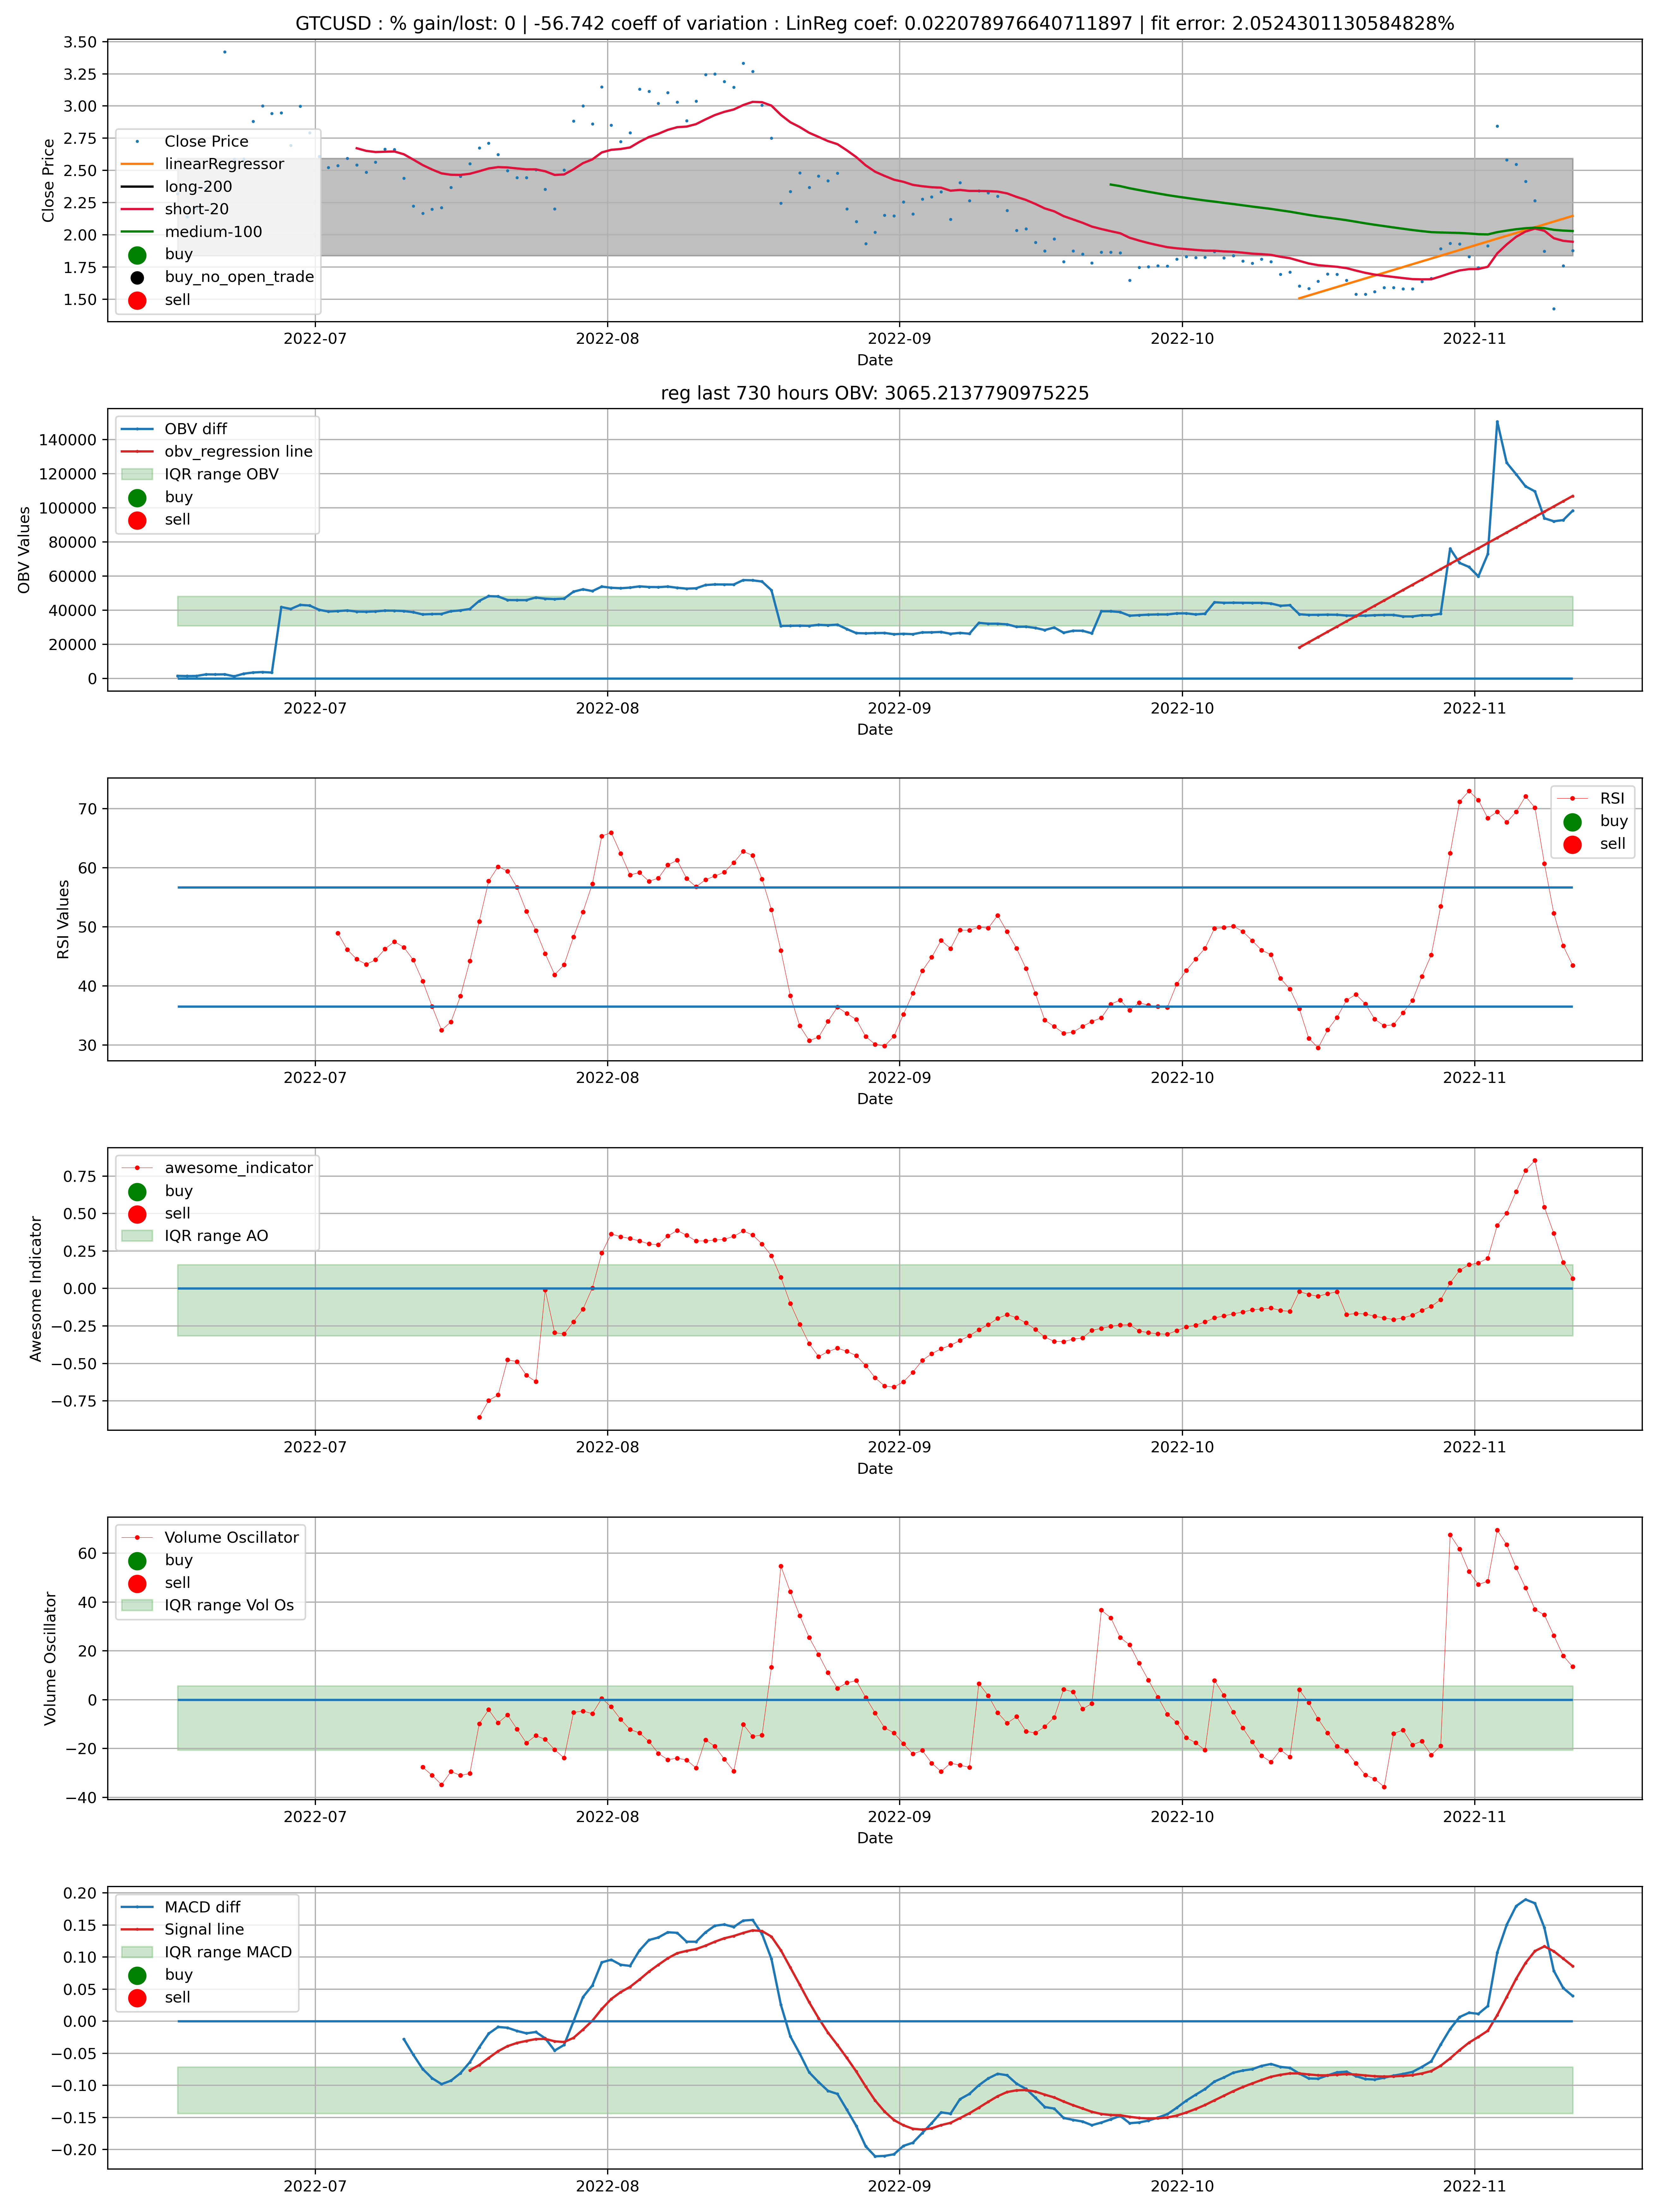 GTCUSD : % gain/lost: 0 | -56.742 coeff of variation : LinReg coef: 0.022078976640711897 | fit error: 2.0524301130584828%
3.50
3.25
3.00
2.75
2.50
2.25
2.00
1.75
1.50
Close Price
Close Price
linearRegressor
long-200
short-20
medium-100
buy
buy_no_open_trade
sell
2022-07 2022-08 2022-09 2022-10 2022-11
Date
reg last 730 hours OBV: 3065.2137790975225
140000
120000
100000
80000
60000
40000
20000
0
OBV Values
OBV diff
obv_regression line
IQR range OBV
buy
sell
2022-07 2022-08 2022-09 2022-10 2022-11
Date
70
60
50
40
30
RSI Values
RSI
buy
sell
2022-07 2022-08 2022-09 2022-10 2022-11
Date
0.75
0.50
0.25
0.00
−0.25
−0.50
−0.75
Awesome Indicator
awesome_indicator
buy
sell
IQR range AO
2022-07 2022-08 2022-09 2022-10 2022-11
Date
60
40
20
0
−20
−40
Volume Oscillator
Volume Oscillator
buy
sell
IQR range Vol Os
2022-07 2022-08 2022-09 2022-10 2022-11
Date
0.20
0.15
0.10
0.05
0.00
−0.05
−0.10
−0.15
−0.20
MACD diff
Signal line
IQR range MACD
buy
sell
2022-07 2022-08 2022-09 2022-10 2022-11